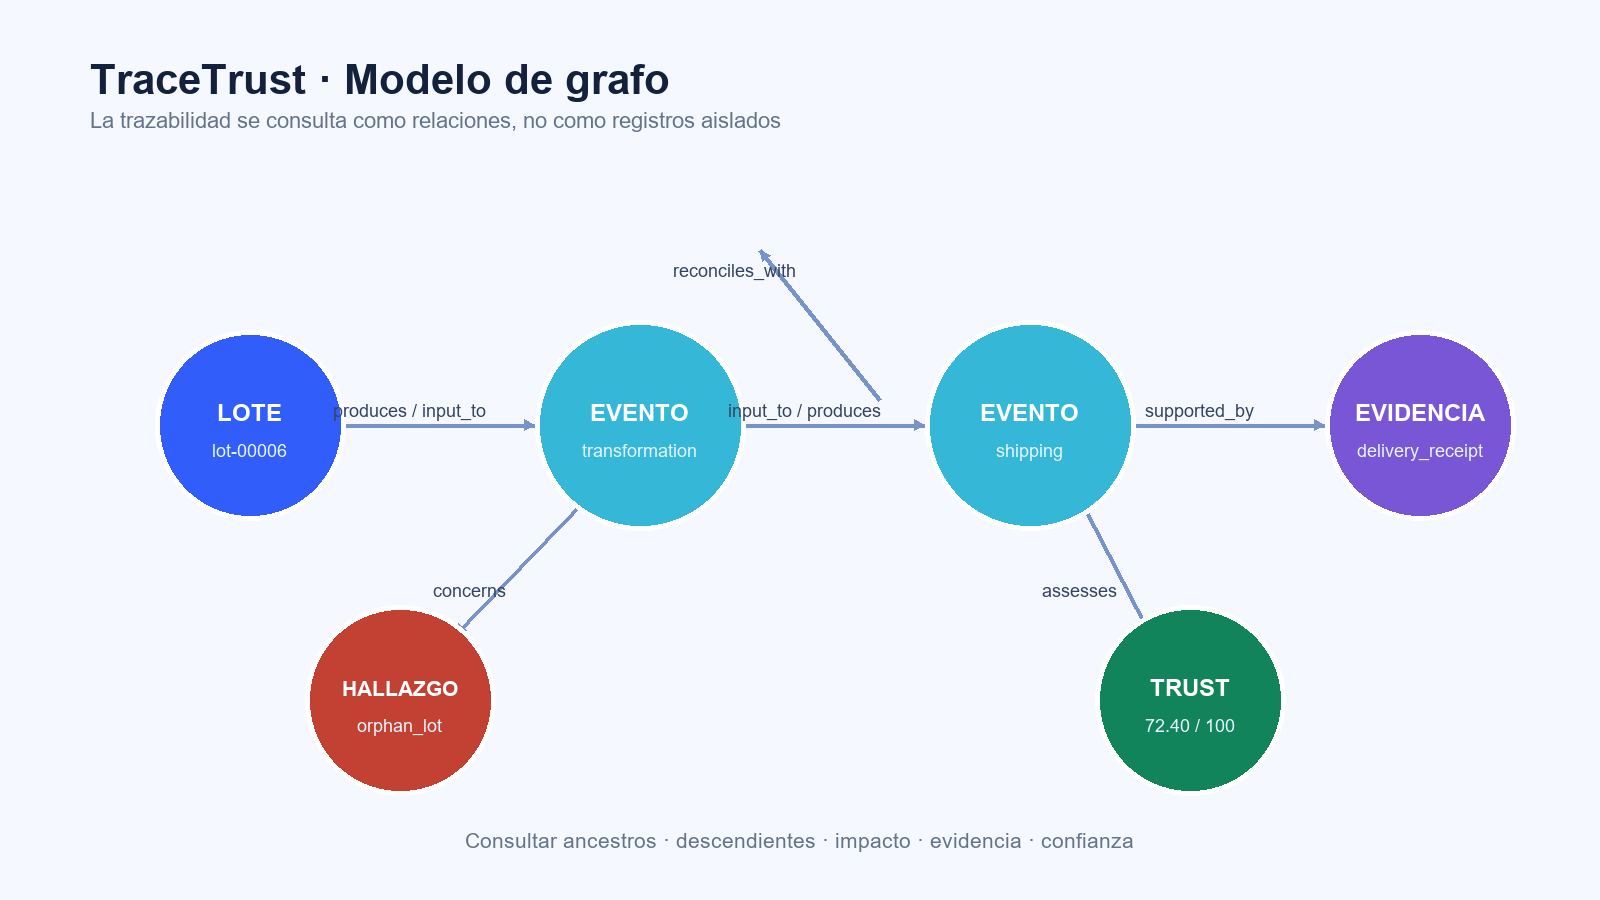 TraceTrust · Modelo de grafo
La trazabilidad se consulta como relaciones, no como registros aislados
reconciles_with
LOTE
lot-00006
produces / input_to
EVENTO
transformation
input_to / produces
EVENTO
shipping
supported_by
EVIDENCIA
delivery_receipt
concerns
assesses
HALLAZGO
orphan_lot
TRUST
72.40 / 100
Consultar ancestros · descendientes · impacto · evidencia · confianza